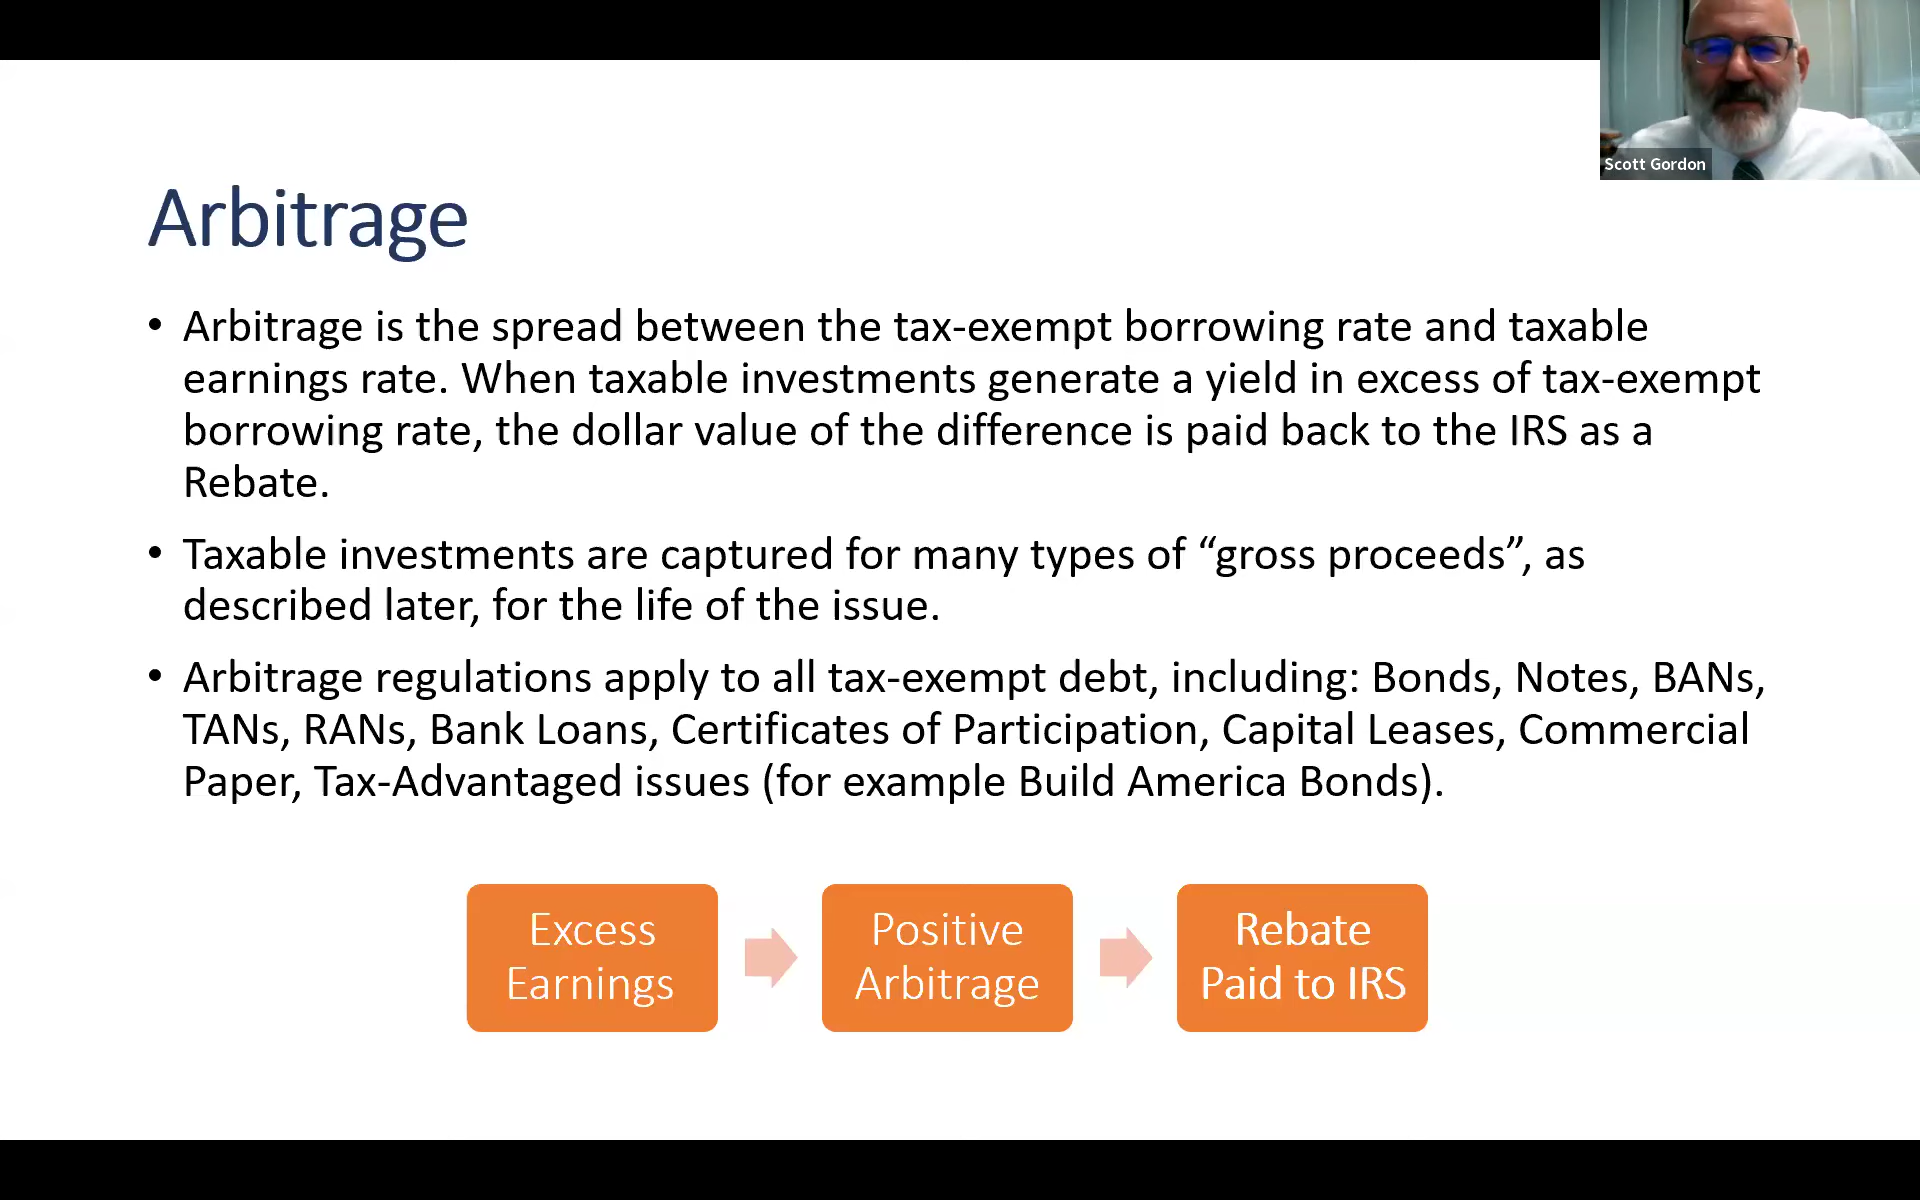 Scott Gordon
Arbitrage
• Arbitrage is the spread between the tax-exempt borrowing rate and taxable
earnings rate. When taxable investments generate a yield in excess of tax-exempt
borrowing rate, the dollar value of the difference is paid back to the IRS as a
Rebate.
• Taxable investments are captured for many types of “gross proceeds”, as
described later, for the life of the issue.
• Arbitrage regulations apply to all tax-exempt debt, including: Bonds, Notes, BANs,
TANs, RANs, Bank Loans, Certificates of Participation, Capital Leases, Commercial
Paper, Tax-Advantaged issues (for example Build America Bonds).
Excess
Earnings
Positive
Arbitrage
Rebate
Paid to IRS